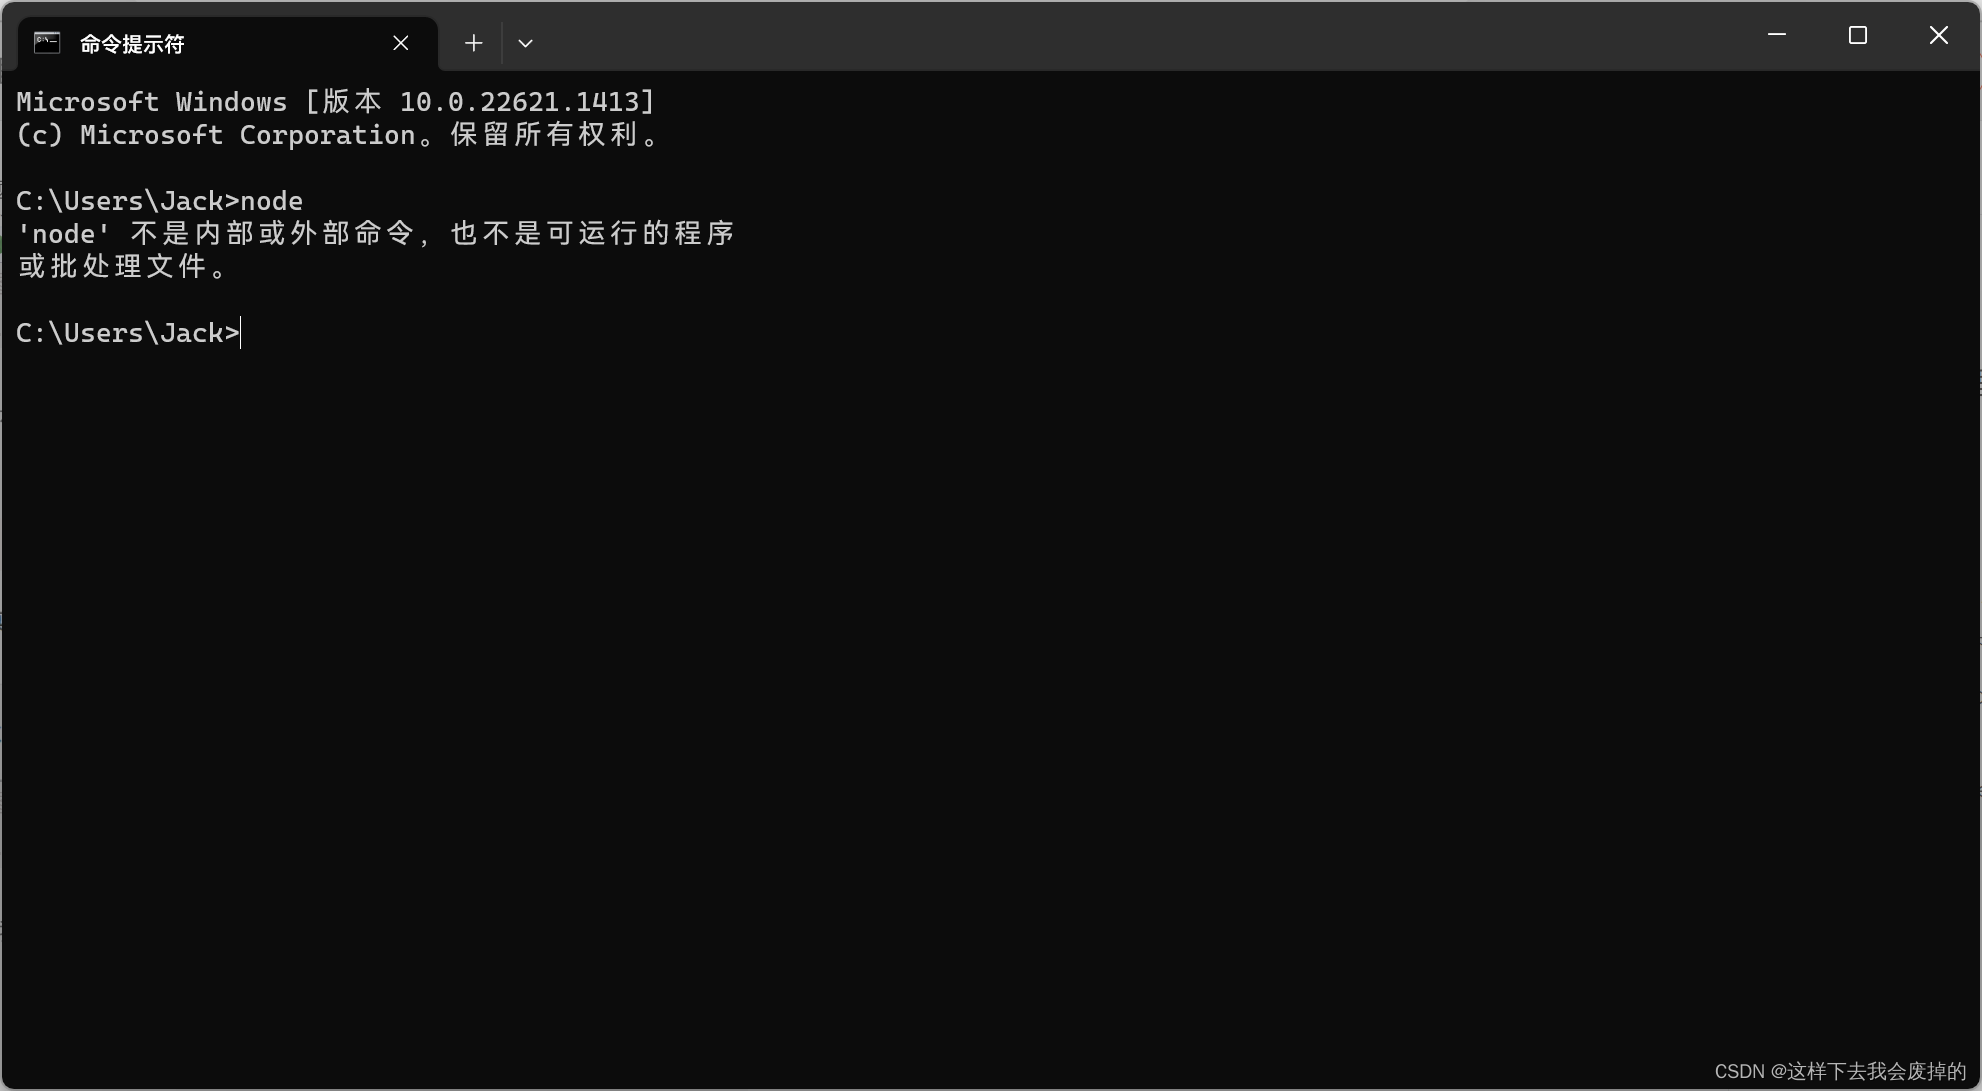 命令提示符
Microsoft Windows [版本 10.0.22621.1413]
(c) Microsoft Corporation。保留所有权利。
C:\Users\Jack>node
'node' 不是内部或外部命令，也不是可运行的程序
或批处理文件。
C:\Users\Jack>
CSDN @这样下去我会废掉的